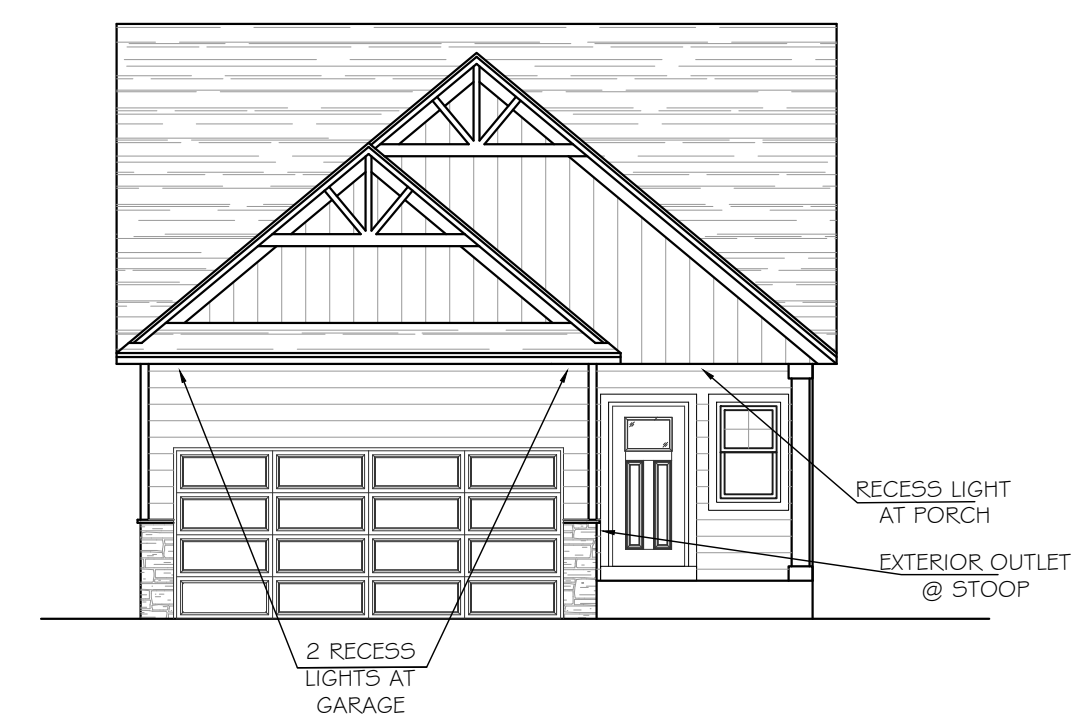 RECESS LIGHT
AT PORCH
EXTERIOR OUTLET
@ STOOP
2 RECESS
LIGHTS AT
GARAGE